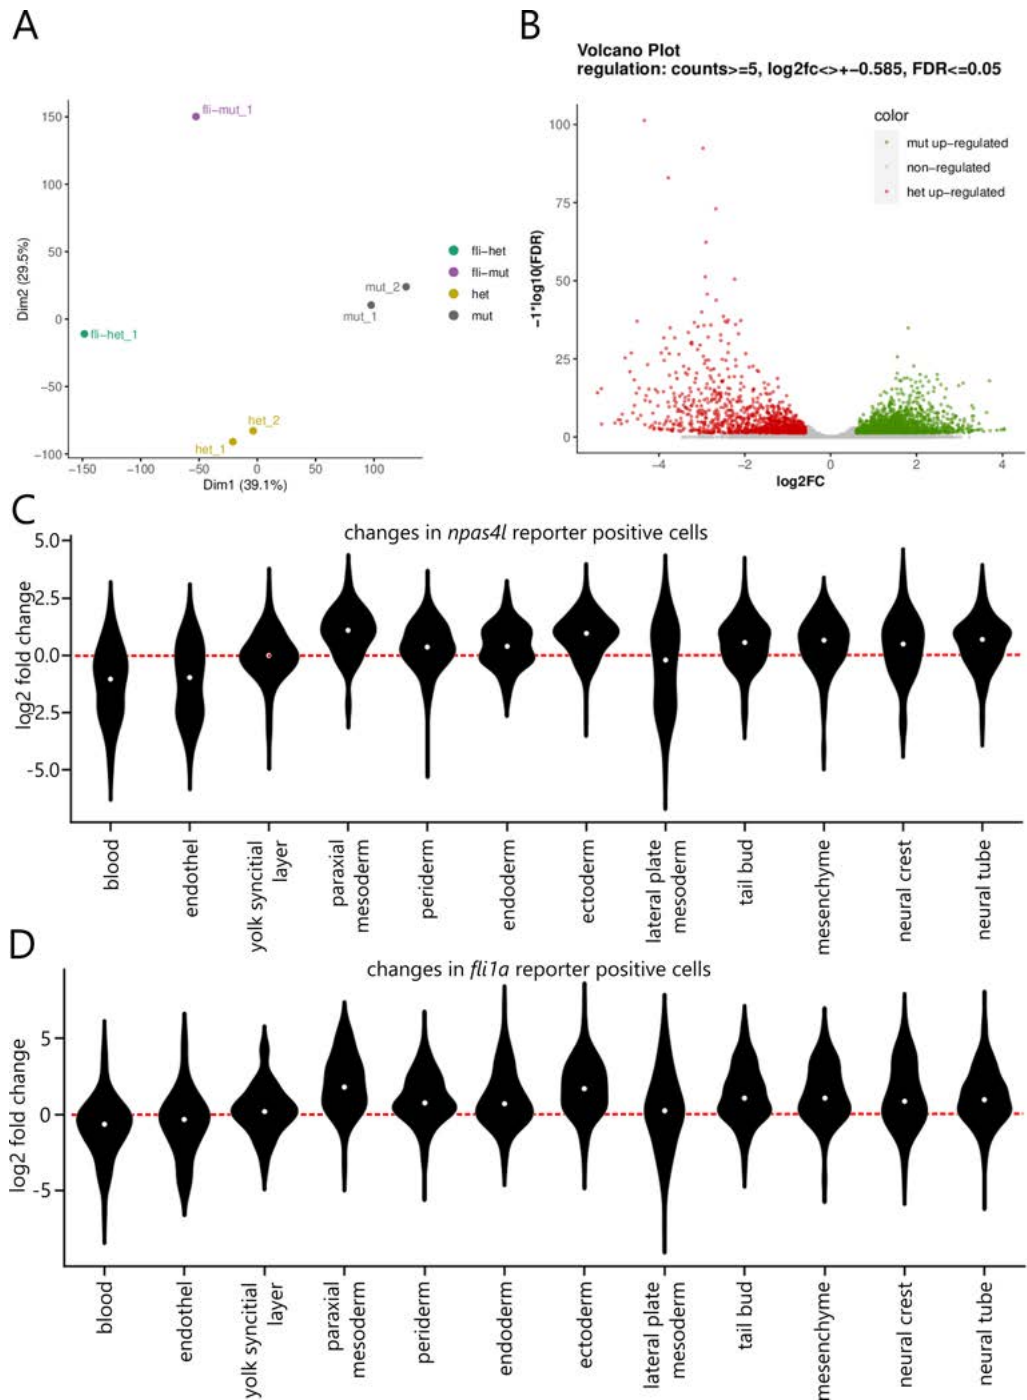 A
150
100
50
0
−50
−100
Dim2 (29.5%)
fli−mut_1
mut_2
mut_1
fli−het_1
het_2
het_1
−150
−100
−50
0
50
100
Dim1 (39.1%)
fli−het
fli−mut
het
mut
B
Volcano Plot
regulation: counts>=5, log2fc<>+−0.585, FDR<=0.05
100
75
50
25
0
−1*log10(FDR)
color
mut up−regulated
non−regulated
het up−regulated
−4
−2
0
2
4
log2FC
C
changes in npas4l reporter positive cells
5.0
2.5
0.0
-2.5
-5.0
log2 fold change
blood
endothel
yolk syncitial
layer
paraxial
mesoderm
periderm
endoderm
ectoderm
lateral plate
mesoderm
tail bud
mesenchyme
neural crest
neural tube
D
changes in fli1a reporter positive cells
5
0
-5
log2 fold change
blood
endothel
yolk syncitial
layer
paraxial
mesoderm
periderm
endoderm
ectoderm
lateral plate
mesoderm
tail bud
mesenchyme
neural crest
neural tube